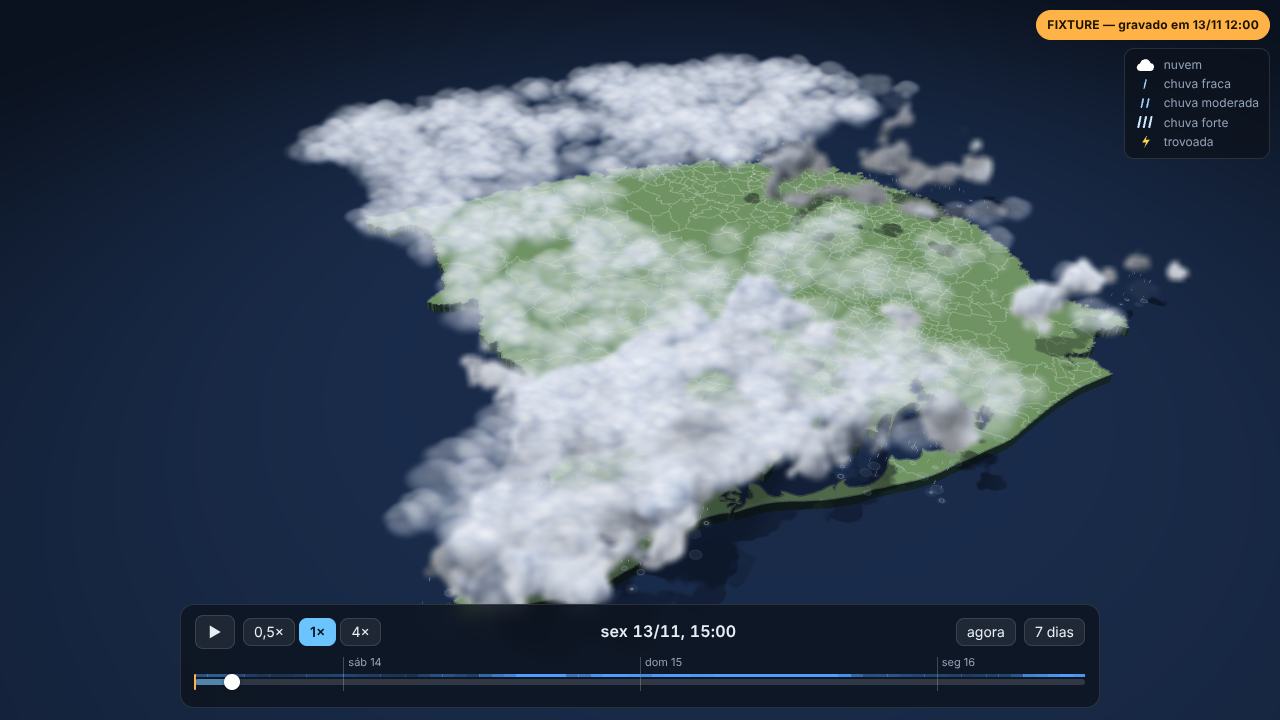 FIXTURE — gravado em 13/11 12:00
nuvem
chuva fraca
chuva moderada
chuva forte
trovoada
0,5×
1×
4×
sex 13/11, 15:00
agora
7 dias
sáb 14
dom 15
seg 16